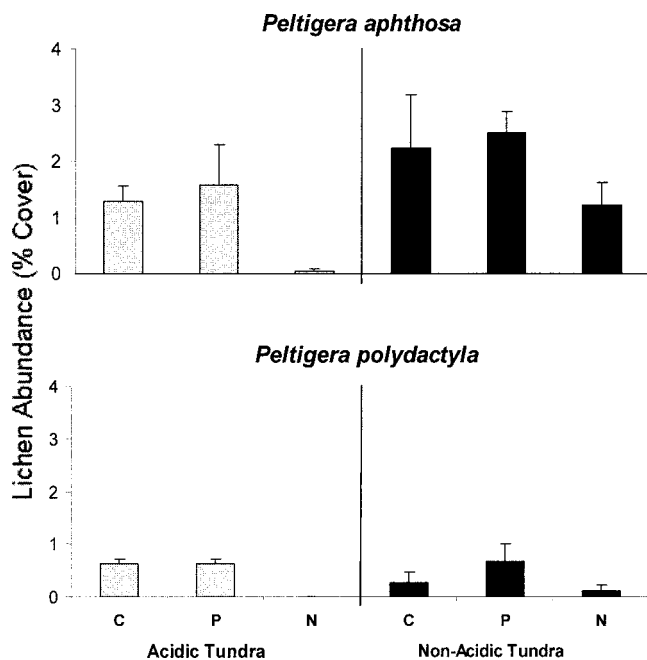 Peltigera aphthosa
4
3
2
1
0
Peltigera polydactyla
4
3
2
1
0
Lichen Abundance (% Cover)
C P N C P N
Acidic Tundra Non-Acidic Tundra